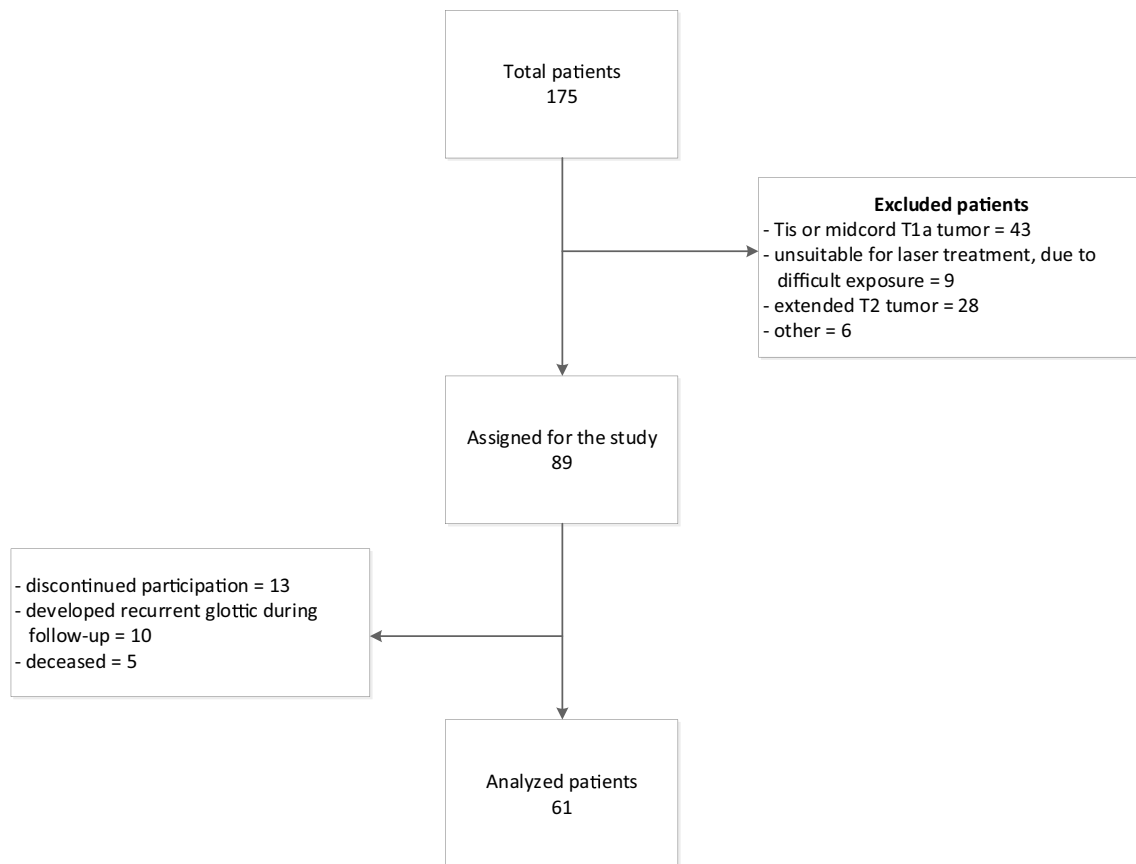 Total patients
175
Excluded patients
- Tis or midcord T1a tumor = 43
- unsuitable for laser treatment, due to
difficult exposure = 9
- extended T2 tumor = 28
- other = 6
Assigned for the study
89
- discontinued participation = 13
- developed recurrent glottic during
follow-up = 10
- deceased = 5
Analyzed patients
61